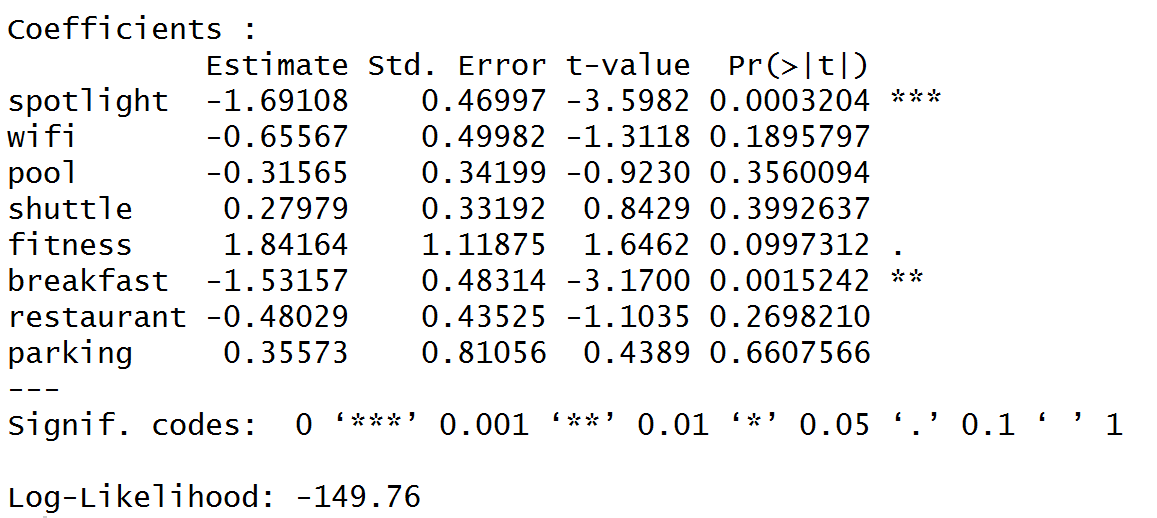 Coefficients :
           Estimate Std. Error t-value  Pr(>|t|)
spotlight  -1.69108    0.46997 -3.5982 0.0003204 ***
wifi       -0.65567    0.49982 -1.3118 0.1895797
pool       -0.31565    0.34199 -0.9230 0.3560094
shuttle     0.27979    0.33192  0.8429 0.3992637
fitness     1.84164    1.11875  1.6462 0.0997312 .
breakfast  -1.53157    0.48314 -3.1700 0.0015242 **
restaurant -0.48029    0.43525 -1.1035 0.2698210
parking     0.35573    0.81056  0.4389 0.6607566
---
Signif. codes:  0 ‘***’ 0.001 ‘**’ 0.01 ‘*’ 0.05 ‘.’ 0.1 ‘ ’ 1
Log-Likelihood: -149.76